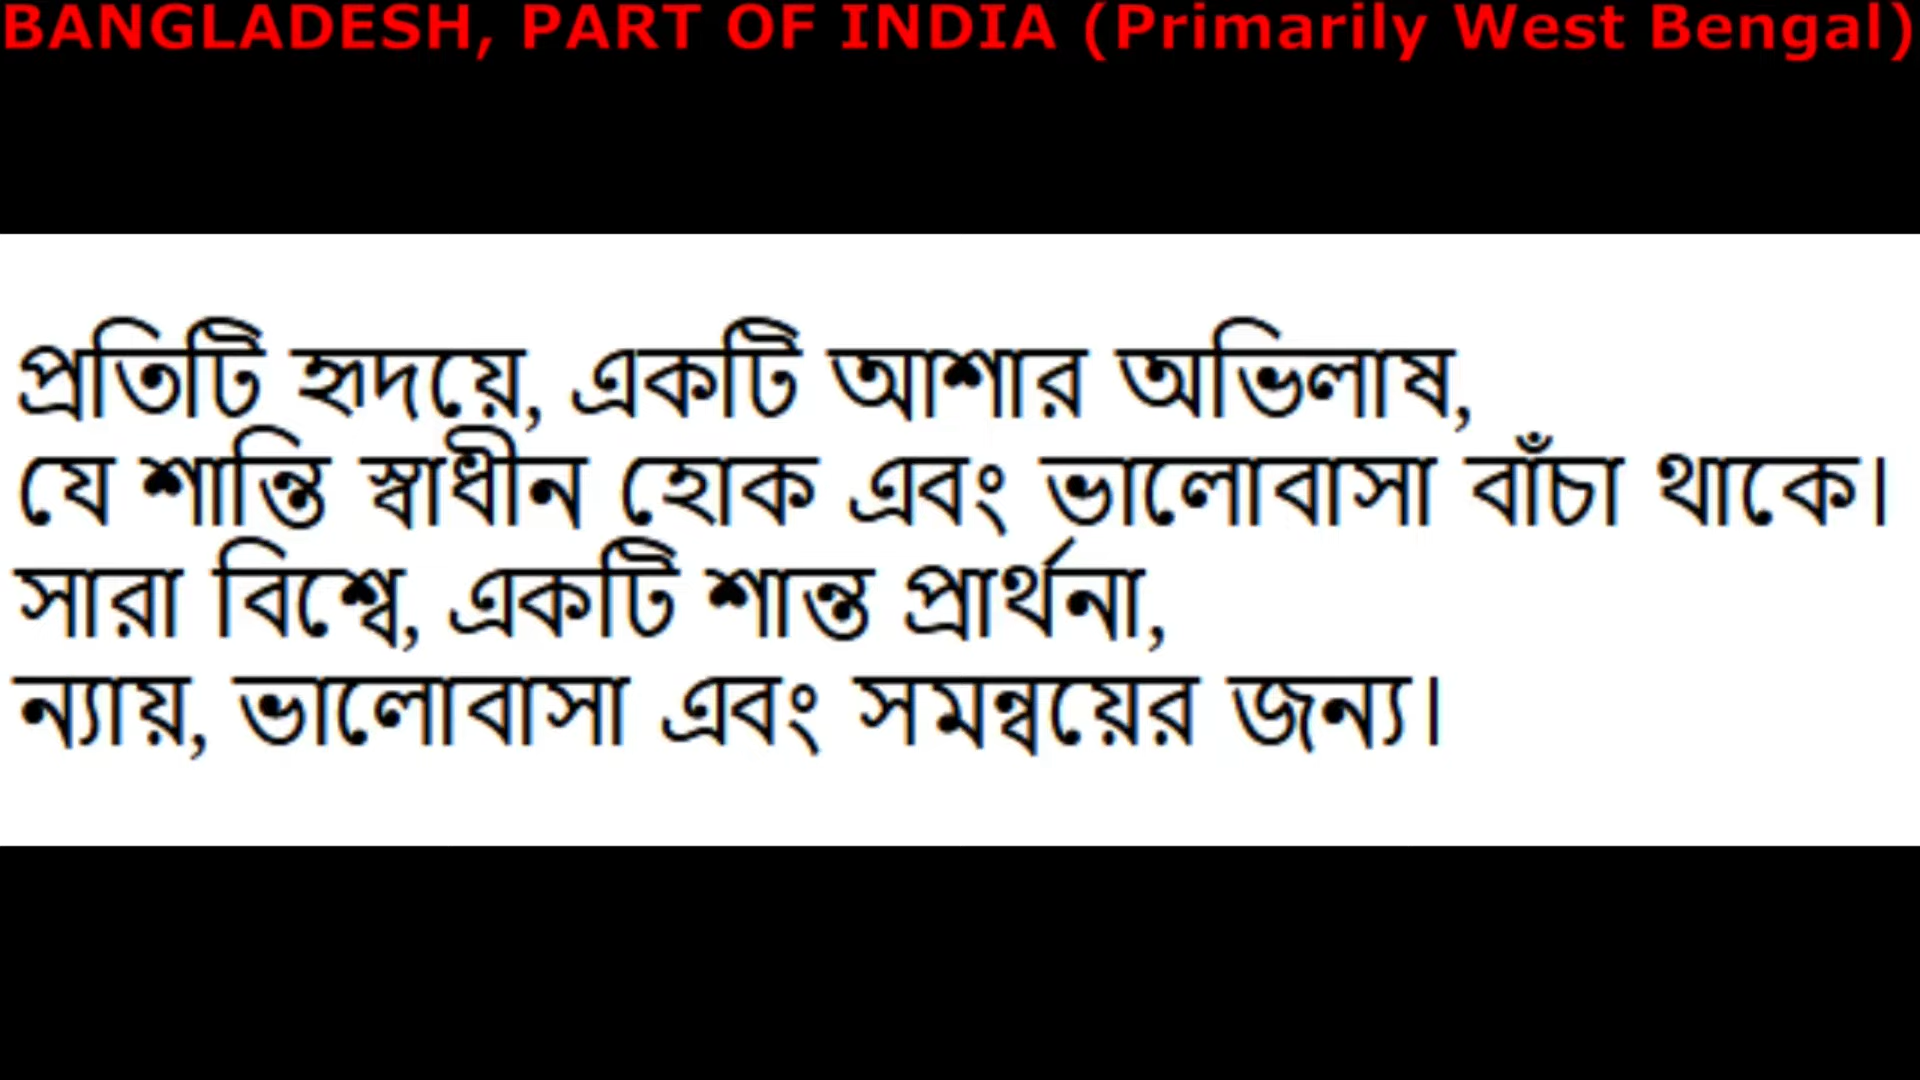 BANGLADESH, PART OF INDIA (Primarily West Bengal)
প্রতিটি হৃদয়ে, একটি আশার অভিলাষ,
যে শান্তি স্বাধীন হোক এবং ভালোবাসা বাঁচা থাকে।
সারা বিশ্বে, একটি শান্ত প্রার্থনা,
ন্যায়, ভালোবাসা এবং সমন্বয়ের জন্য।